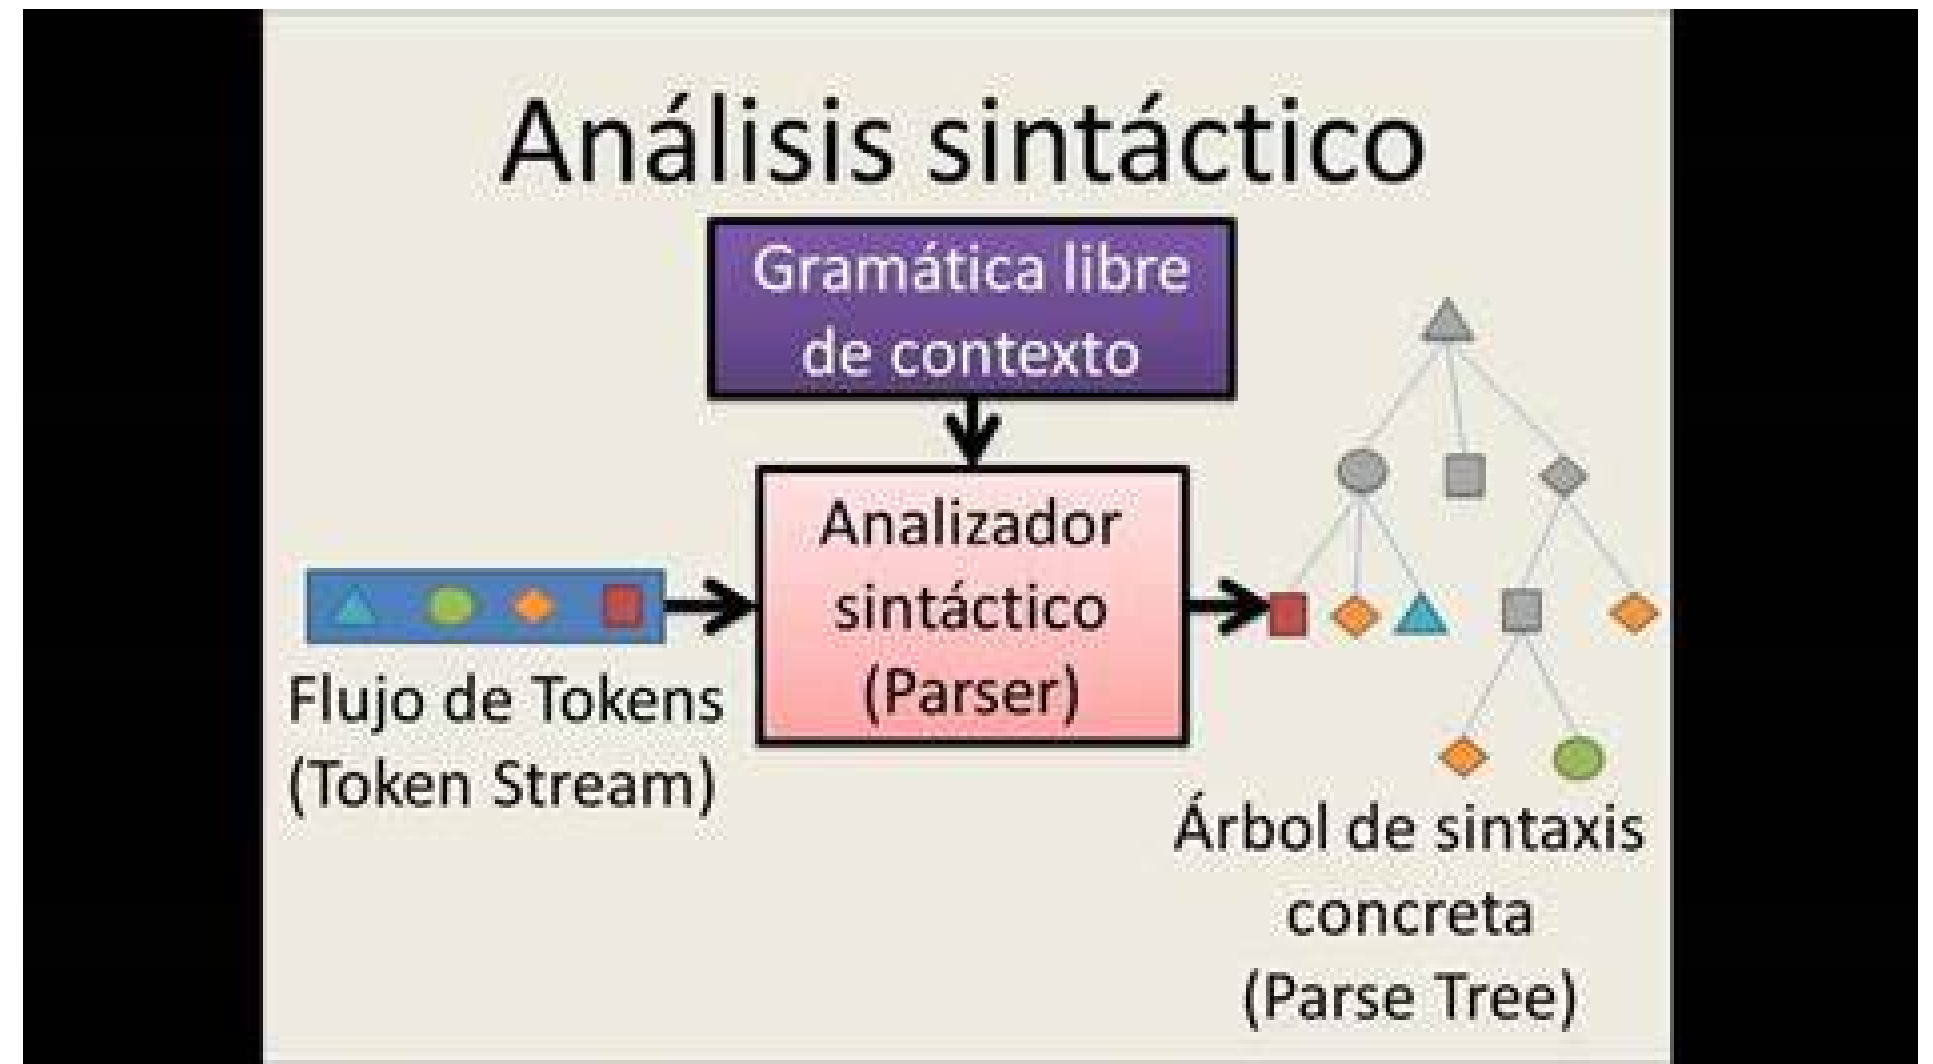 Análisis sintáctico
Gramática libre
de contexto
Analizador
sintáctico
(Parser)
Flujo de Tokens
(Token Stream)
Árbol de sintaxis
concreta
(Parse Tree)